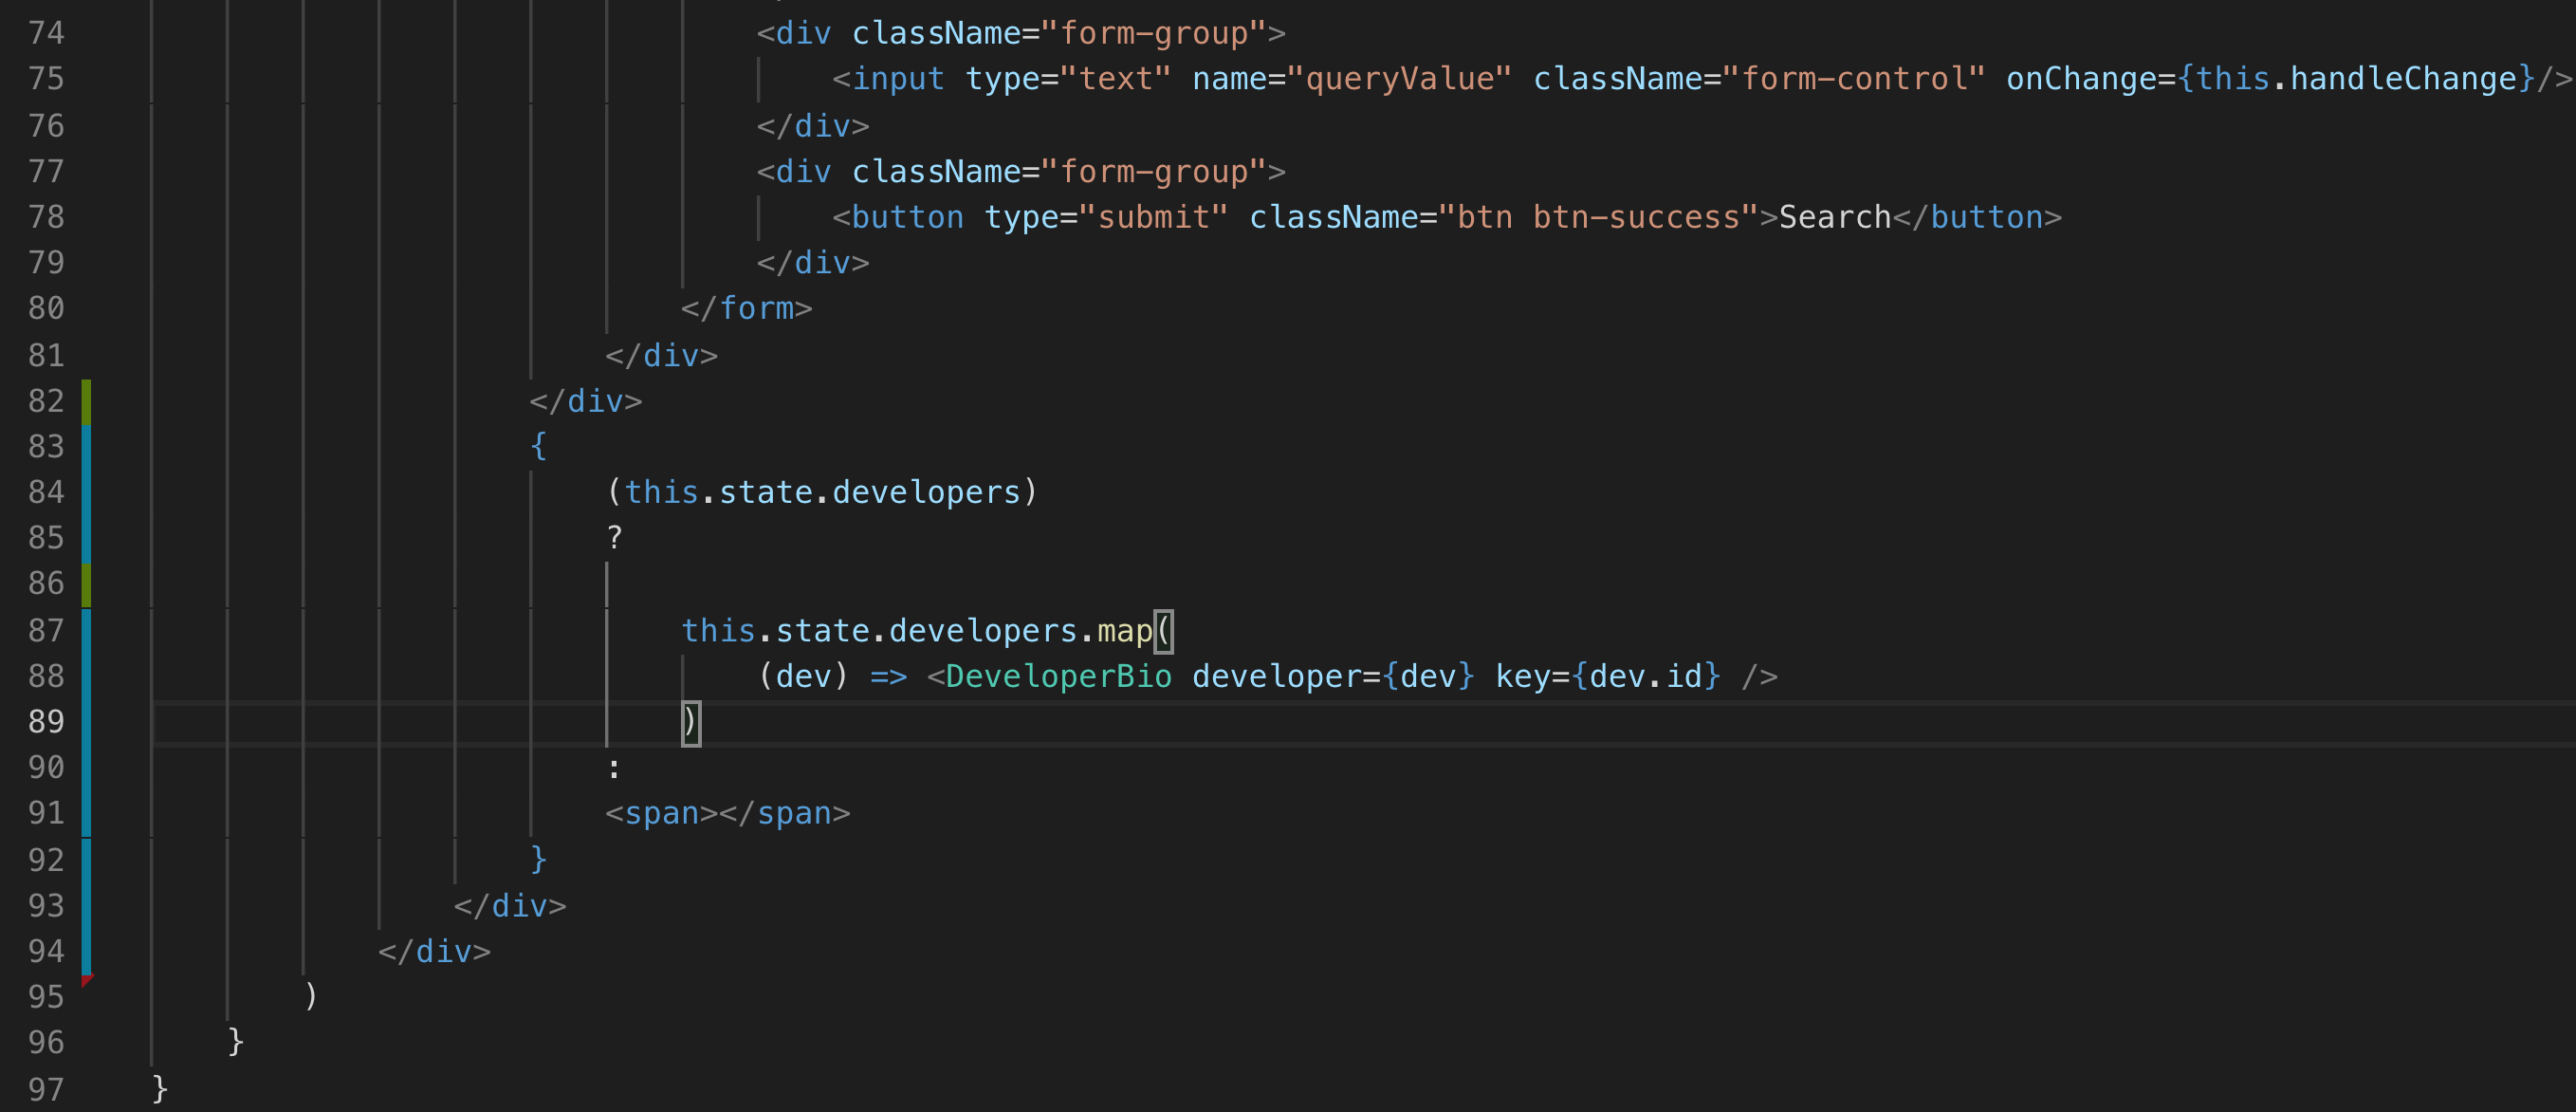 74 <div className="form-group">
75 <input type="text" name="queryValue" className="form-control" onChange={this.handleChange}/>
76 </div>
77 <div className="form-group">
78 <button type="submit" className="btn btn-success">Search</button>
79 </div>
80 </form>
81 </div>
82 </div>
83 {
84 (this.state.developers)
85 ?
86
87 this.state.developers.map(
88 (dev) => <DeveloperBio developer={dev} key={dev.id} />
89 )
90 :
91 <span></span>
92 }
93 </div>
94 </div>
95 )
96 }
97 }